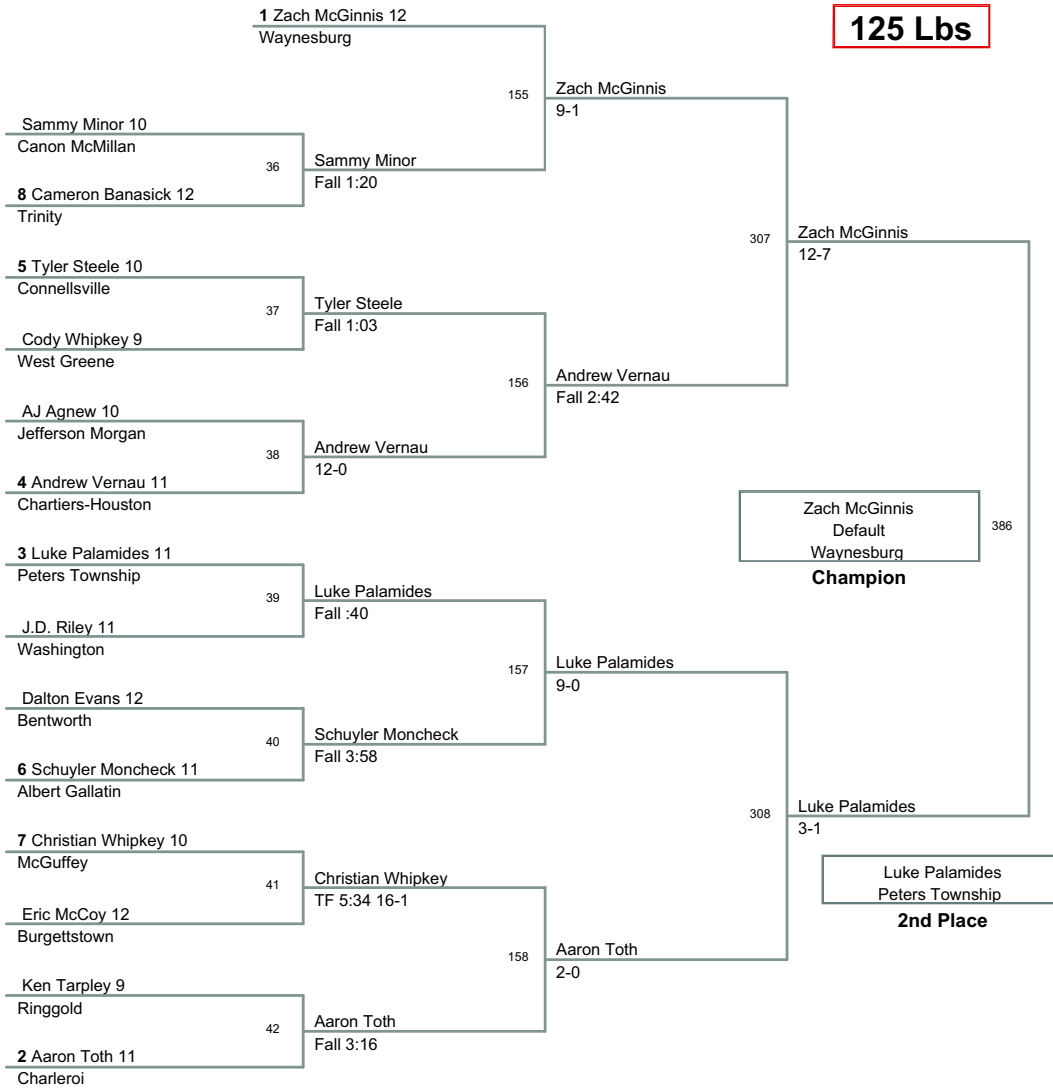 1 Zach McGinnis 12
Waynesburg
125 Lbs
155
Zach McGinnis
9-1
Sammy Minor 10
Canon McMillan
36
Sammy Minor
Fall 1:20
8 Cameron Banasick 12
Trinity
307
Zach McGinnis
12-7
5 Tyler Steele 10
Connellsville
37
Tyler Steele
Fall 1:03
Cody Whipkey 9
West Greene
156
Andrew Vernau
Fall 2:42
AJ Agnew 10
Jefferson Morgan
38
Andrew Vernau
12-0
4 Andrew Vernau 11
Chartiers-Houston
Zach McGinnis
Default
Waynesburg
Champion
386
3 Luke Palamides 11
Peters Township
39
Luke Palamides
Fall :40
J.D. Riley 11
Washington
157
Luke Palamides
9-0
Dalton Evans 12
Bentworth
40
Schuyler Moncheck
Fall 3:58
6 Schuyler Moncheck 11
Albert Gallatin
308
Luke Palamides
3-1
7 Christian Whipkey 10
McGuffey
41
Christian Whipkey
TF 5:34 16-1
Luke Palamides
Peters Township
2nd Place
Eric McCoy 12
Burgettstown
158
Aaron Toth
2-0
Ken Tarpley 9
Ringgold
42
Aaron Toth
Fall 3:16
2 Aaron Toth 11
Charleroi